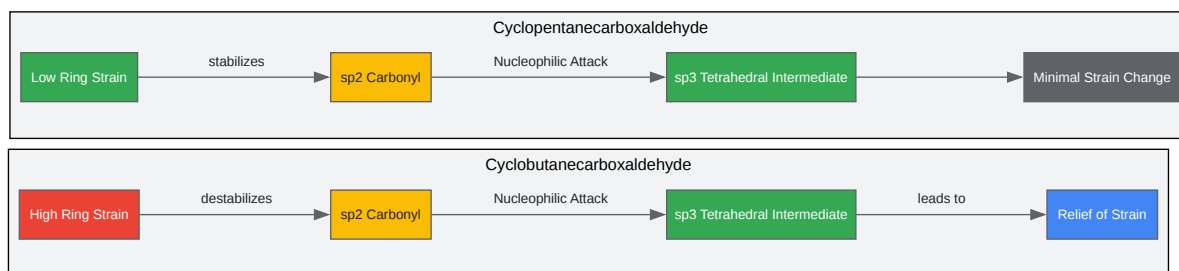 Cyclopentanecarboxaldehyde
Low Ring Strain
stabilizes
sp2 Carbonyl
Nucleophilic Attack
sp3 Tetrahedral Intermediate
Minimal Strain Change
Cyclobutanecarboxaldehyde
High Ring Strain
destabilizes
sp2 Carbonyl
Nucleophilic Attack
sp3 Tetrahedral Intermediate
leads to
Relief of Strain